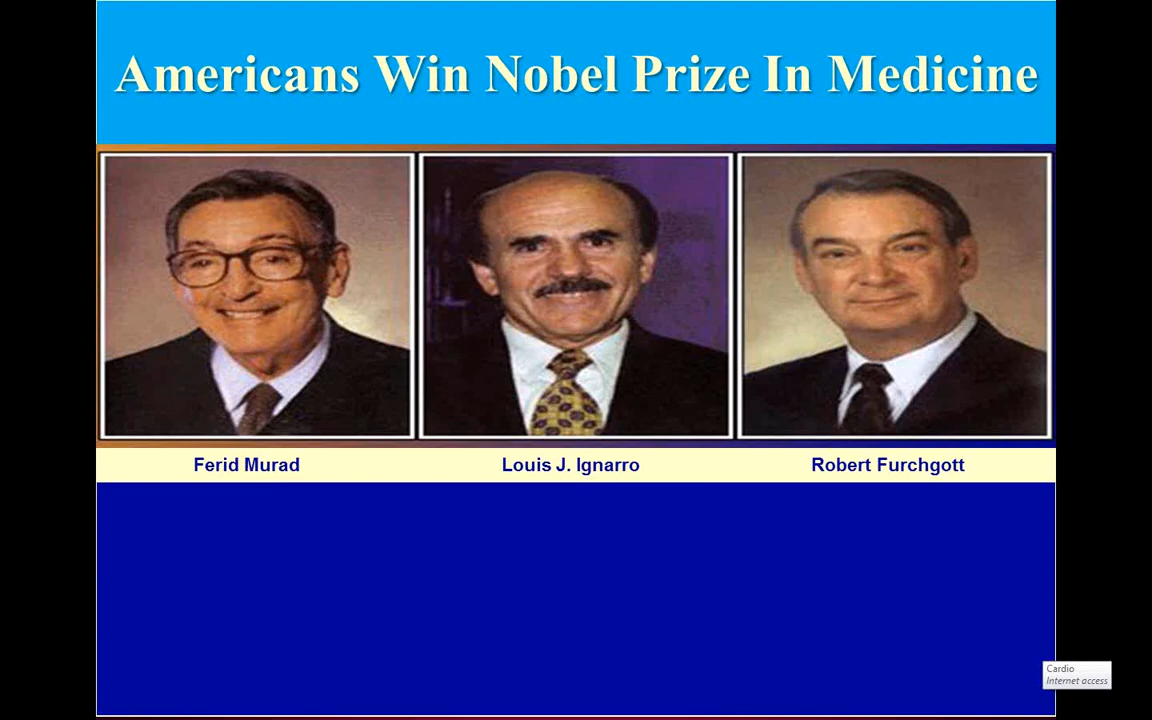 Americans Win Nobel Prize In Medicine
Ferid Murad Louis J. Ignarro Robert Furchgott
Cardio
Internet access